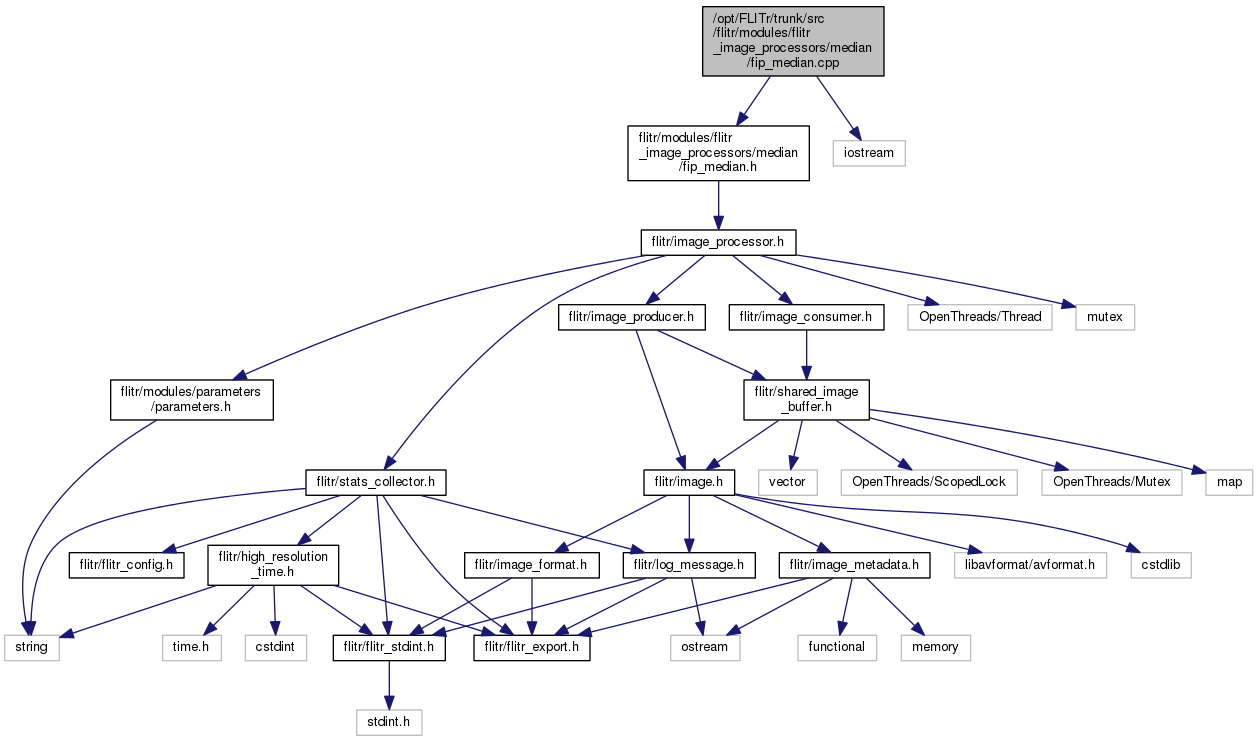 /opt/FLITr/trunk/src
/flitr/modules/flitr
_image_processors/median
/fip_median.cpp
flitr/modules/flitr
_image_processors/median
/fip_median.h
iostream
flitr/image_processor.h
flitr/image_producer.h
flitr/image_consumer.h
OpenThreads/Thread
mutex
flitr/modules/parameters
/parameters.h
flitr/shared_image
_buffer.h
flitr/stats_collector.h
flitr/image.h
vector
OpenThreads/ScopedLock
OpenThreads/Mutex
map
flitr/flitr_config.h
flitr/high_resolution
_time.h
flitr/image_format.h
flitr/log_message.h
flitr/image_metadata.h
libavformat/avformat.h
cstdlib
string
time.h
cstdint
flitr/flitr_stdint.h
flitr/flitr_export.h
ostream
functional
memory
stdint.h